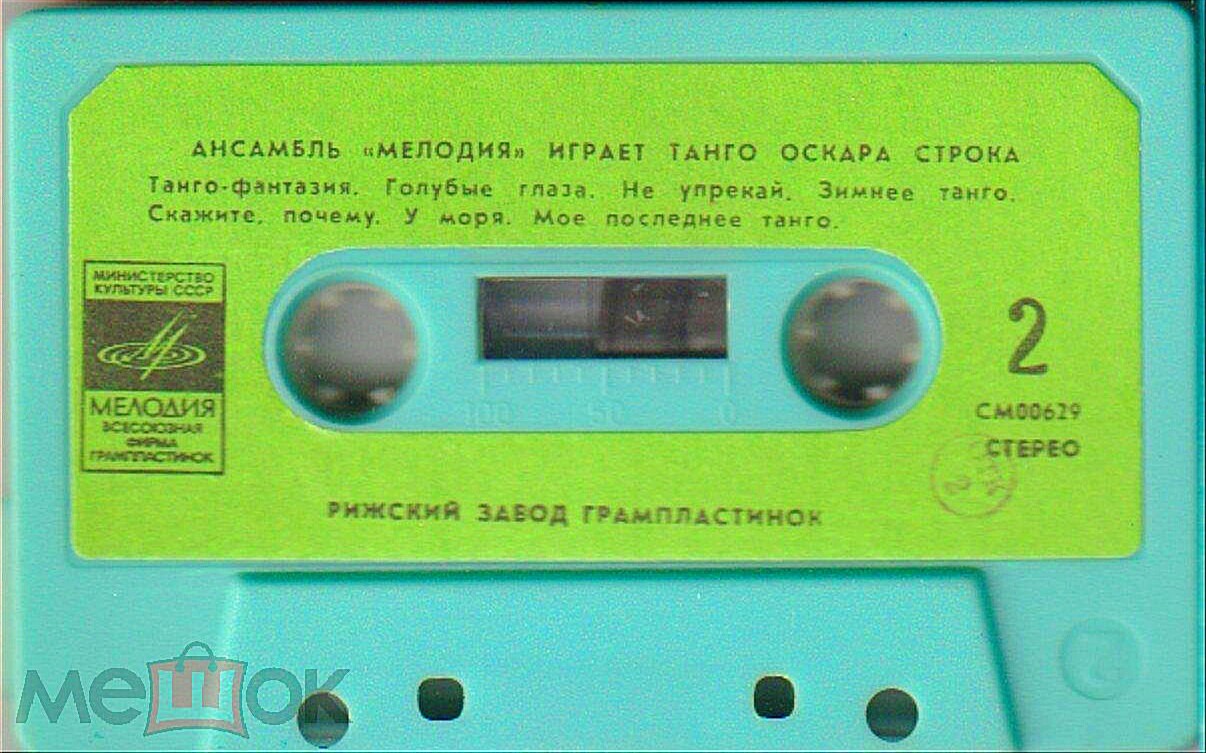 АНСАМБЛЬ «МЕЛОДИЯ» ИГРАЕТ ТАНГО ОСКАРА СТРОКА
Танго-фантазия. Голубые глаза. Не упрекай. Зимнее танго.
Скажите, почему. У моря. Мое последнее танго.
МИНИСТЕРСТВО
КУЛЬТУРЫ СССР
МЕЛОДИЯ
ВСЕСОЮЗНАЯ
ФИРМА
ГРАМПЛАСТИНОК
100 50 0
2
СМ00629
СТЕРЕО
РИЖСКИЙ ЗАВОД ГРАМПЛАСТИНОК
мешок